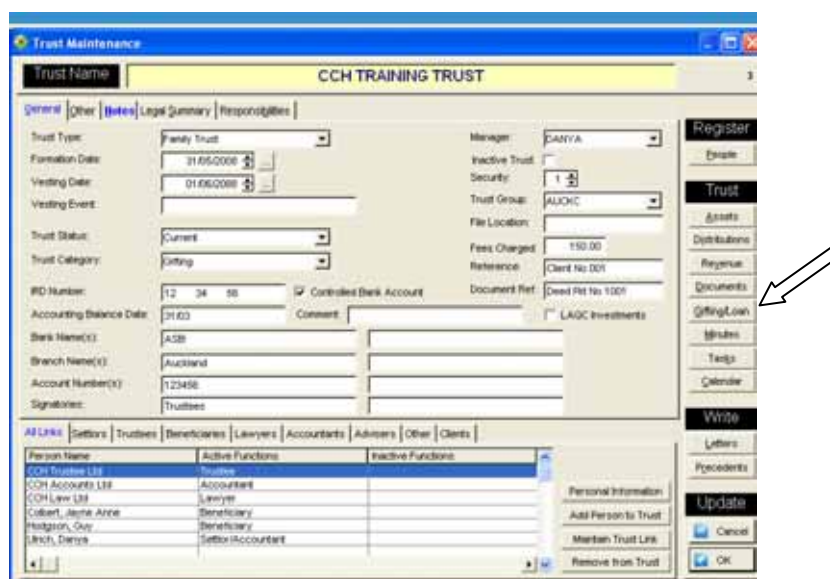 Trust Maintenance
Trust Name CCH TRAINING TRUST 3
General Other Notes Legal Summary Responsibilities
Trust Type: Family Trust Manager: DANYA
Formation Date: 31/05/2008 ... Inactive Trust
Vesting Date: 01/06/2088 ... Security: 1
Vesting Event: Trust Group: AUCKC
File Location:
Trust Status: Current Fees Charged 150.00
Trust Category: Gifting Reference: Client No 001
IRD Number: 12 34 56 Controlled Bank Account Document Ref: Deed Ref No 1001
Accounting Balance Date: 31/03 Comment: LAQC Investments
Bank Name(s): ASB
Branch Name(s): Auckland
Account Number(s): 123456
Signatories: Trustees
All Links Settlors Trustees Beneficiaries Lawyers Accountants Advisers Other Clients
Person Name Active Functions Inactive Functions
CCH Trustee Ltd Trustee
CCH Accounts Ltd Accountant
CCH Law Ltd Lawyer
Colbert, Jayne Anne Beneficiary
Hodgson, Guy Beneficiary
Ulrich, Danya Settlor/Accountant
Personal Information
Add Person to Trust
Maintain Trust Link
Remove from Trust
Register
People
Trust
Assets
Distributions
Revenue
Documents
Gifting/Loan
Minutes
Tasks
Calendar
Write
Letters
Precedents
Update
Cancel
OK